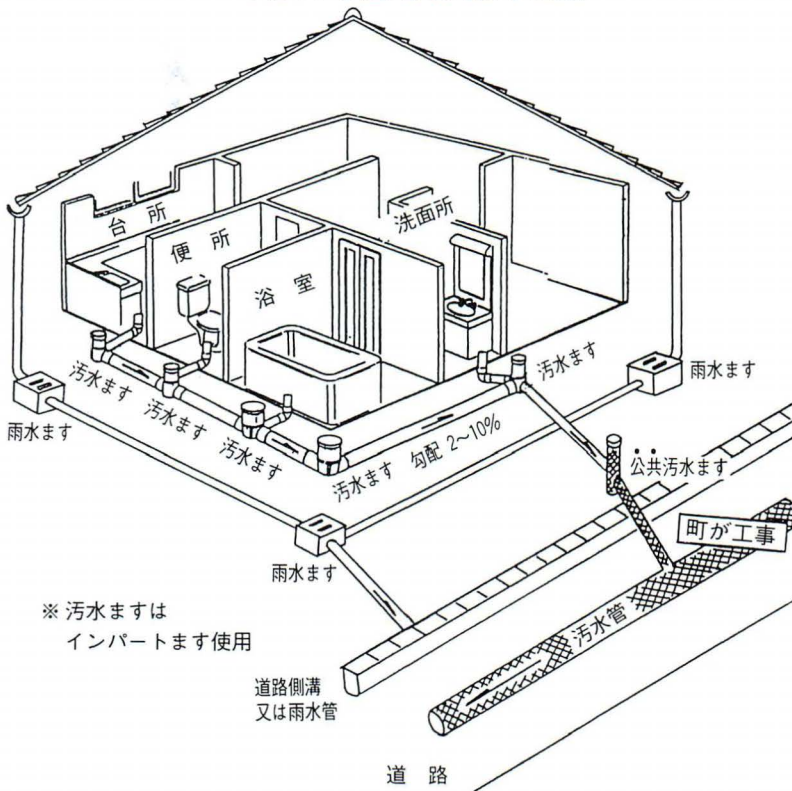 台所
便所
洗面所
浴室
汚水ます
汚水ます
汚水ます
汚水ます 勾配 2〜10%
汚水ます
雨水ます
雨水ます
雨水ます
公共汚水ます
町が工事
汚水管
※ 汚水ますは
インパートます使用
道路側溝
又は雨水管
道路